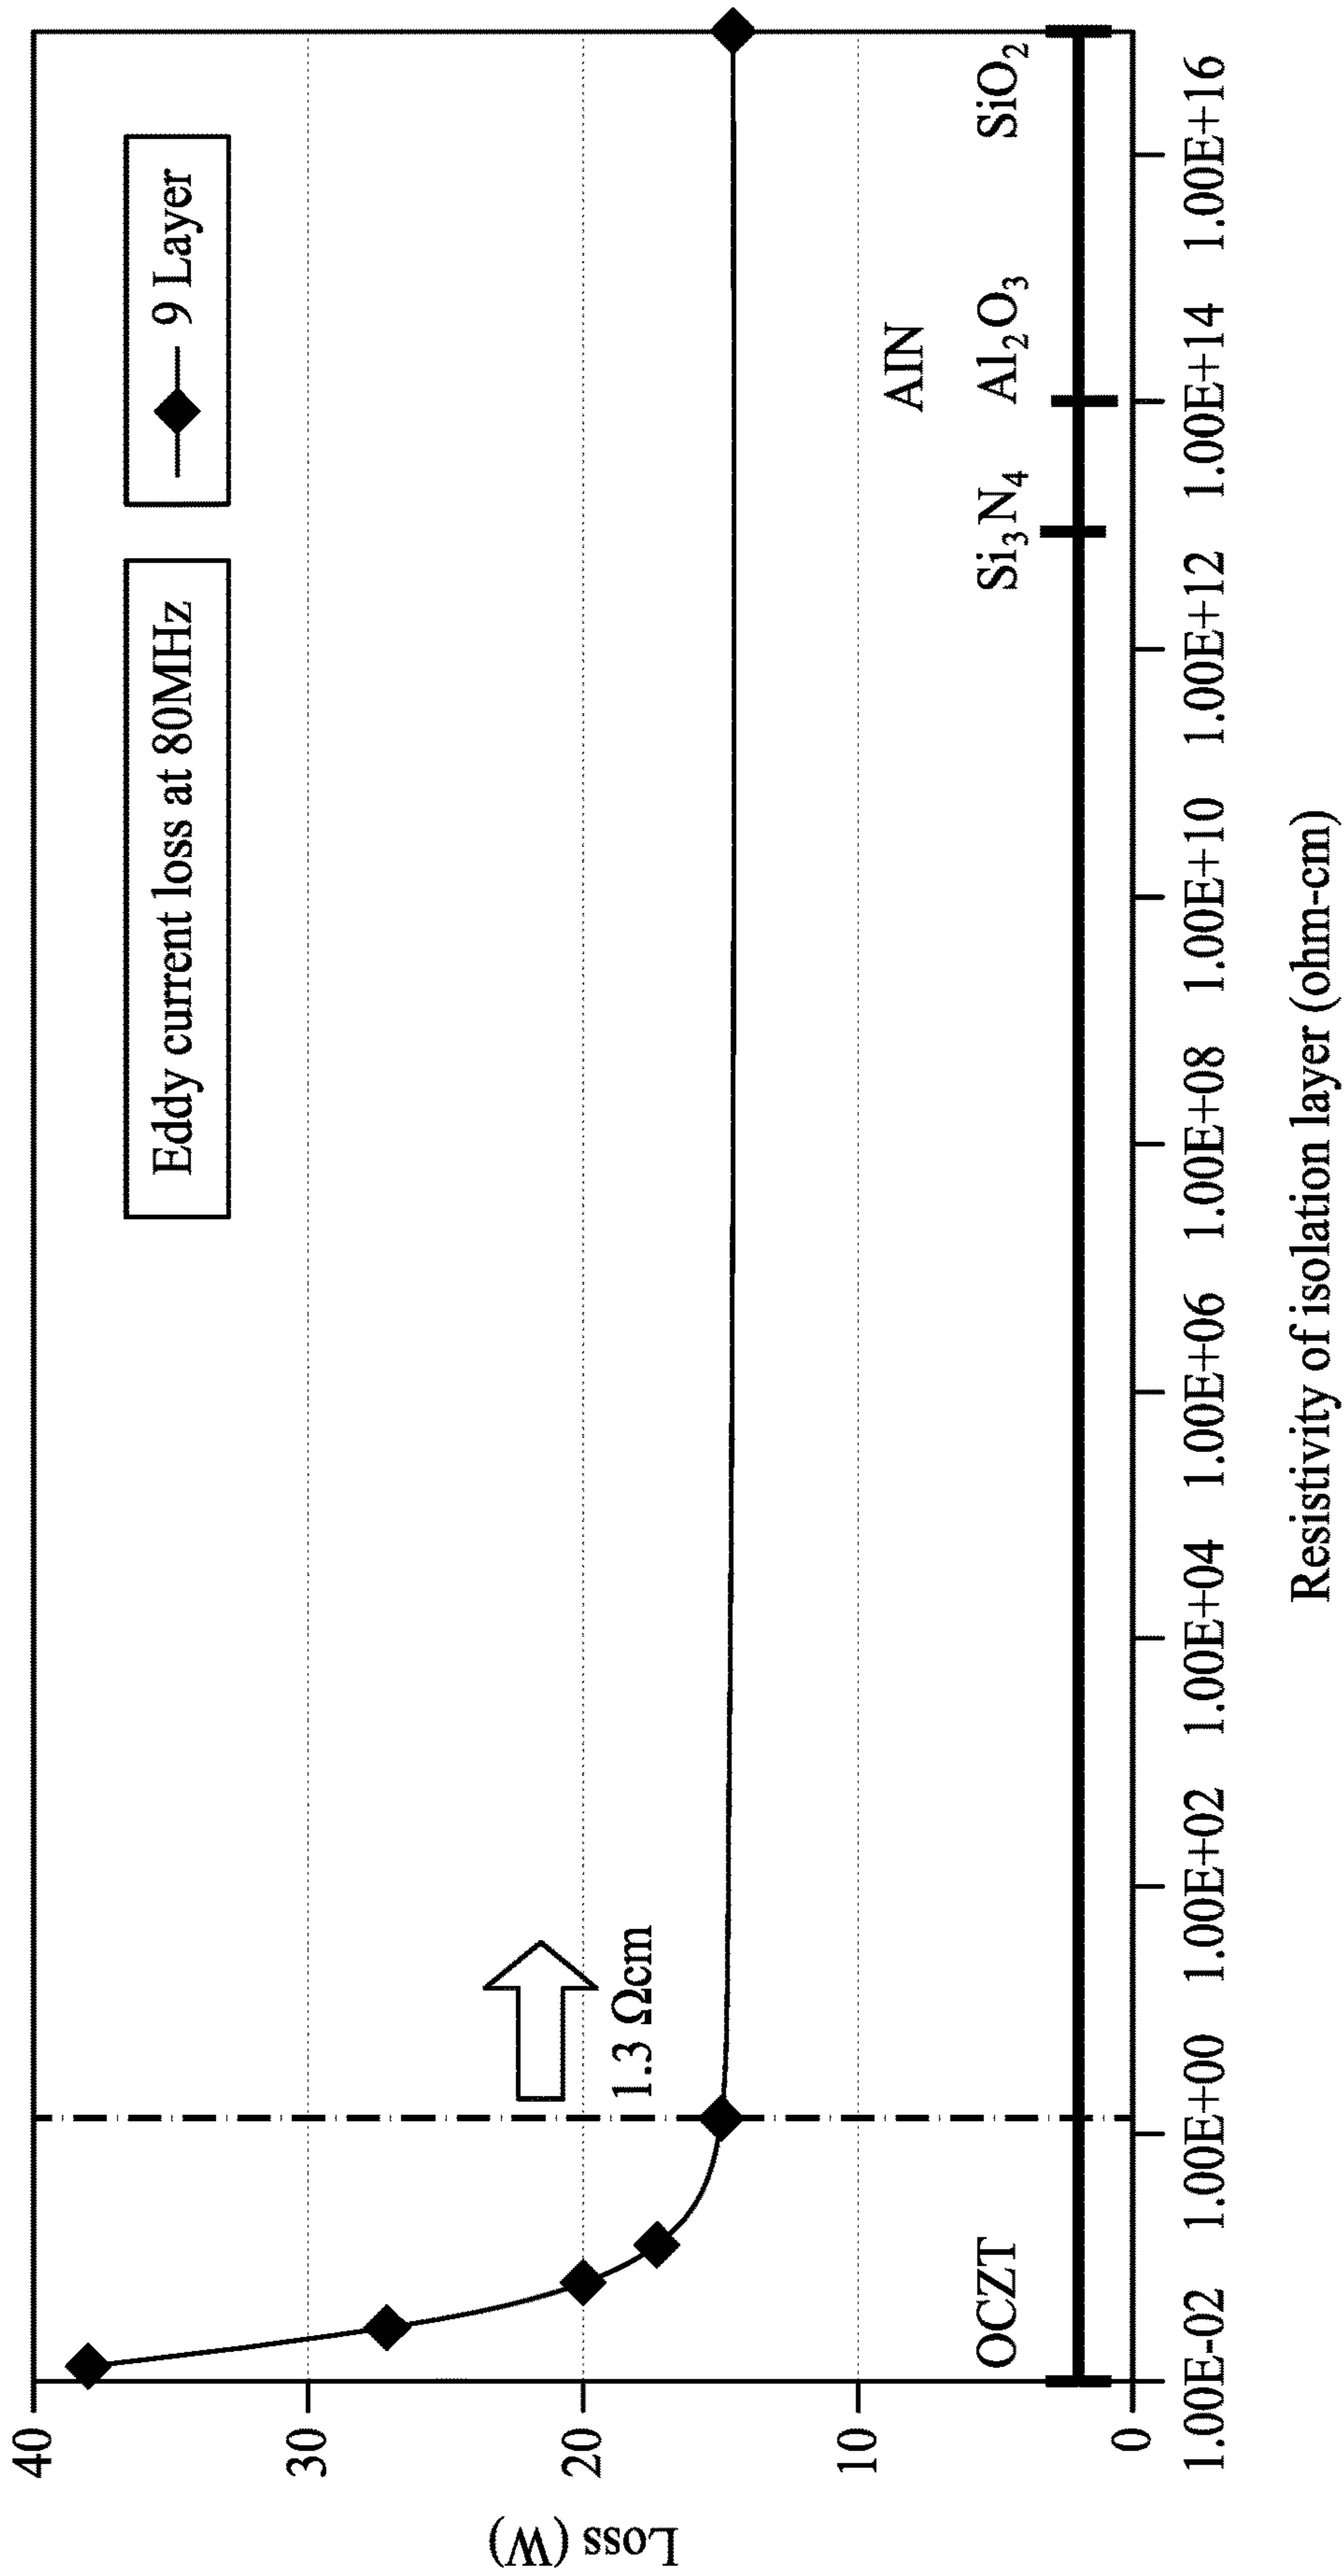 Eddy current loss at 80MHz
9 Layer
Loss (W)
40
30
20
10
0
1.3 Ωcm
OCZT
Si₃N₄
AlN
Al₂O₃
SiO₂
1.00E-02
1.00E+00
1.00E+02
1.00E+04
1.00E+06
1.00E+08
1.00E+10
1.00E+12
1.00E+14
1.00E+16
Resistivity of isolation layer (ohm-cm)